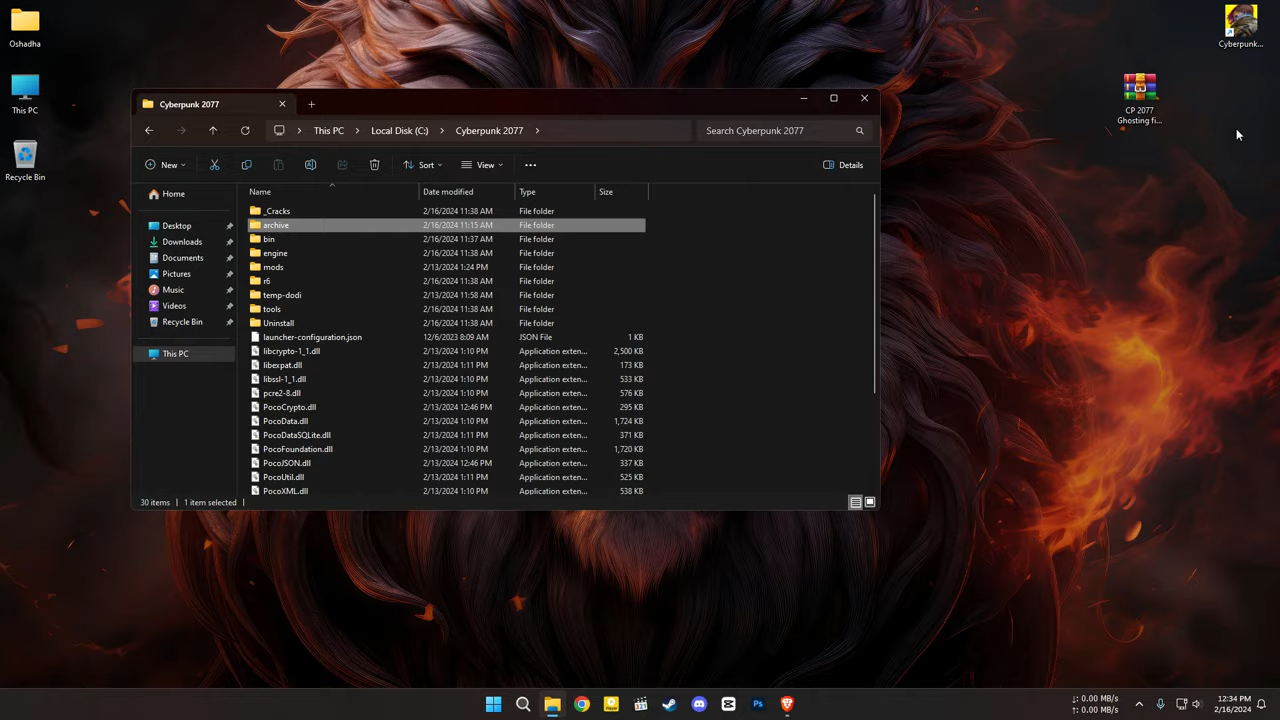 Oshadha
This PC
Recycle Bin
Cyberpunk...
CP 2077
Ghosting fi...
Cyberpunk 2077
This PC
Local Disk (C:)
Cyberpunk 2077
Search Cyberpunk 2077
New
Sort
View
Details
Home
Desktop
Downloads
Documents
Pictures
Music
Videos
Recycle Bin
This PC
Name Date modified Type Size
_Cracks 2/16/2024 11:38 AM File folder
archive 2/16/2024 11:15 AM File folder
bin 2/16/2024 11:37 AM File folder
engine 2/16/2024 11:38 AM File folder
mods 2/13/2024 1:24 PM File folder
r6 2/16/2024 11:38 AM File folder
temp-dodi 2/13/2024 11:58 AM File folder
tools 2/16/2024 11:38 AM File folder
Uninstall 2/16/2024 11:38 AM File folder
launcher-configuration.json 12/6/2023 8:09 AM JSON File 1 KB
libcrypto-1_1.dll 2/13/2024 1:10 PM Application exten... 2,500 KB
libexpat.dll 2/13/2024 1:11 PM Application exten... 173 KB
libssl-1_1.dll 2/13/2024 1:10 PM Application exten... 533 KB
pcre2-8.dll 2/13/2024 1:10 PM Application exten... 576 KB
PocoCrypto.dll 2/13/2024 12:46 PM Application exten... 295 KB
PocoData.dll 2/13/2024 1:10 PM Application exten... 1,724 KB
PocoDataSQLite.dll 2/13/2024 1:11 PM Application exten... 371 KB
PocoFoundation.dll 2/13/2024 1:10 PM Application exten... 1,720 KB
PocoJSON.dll 2/13/2024 12:46 PM Application exten... 337 KB
PocoUtil.dll 2/13/2024 1:11 PM Application exten... 525 KB
PocoXML.dll 2/13/2024 1:10 PM Application exten... 538 KB
30 items 1 item selected
Ps
↓: 0.00 MB/s
↑: 0.00 MB/s
12:34 PM
2/16/2024